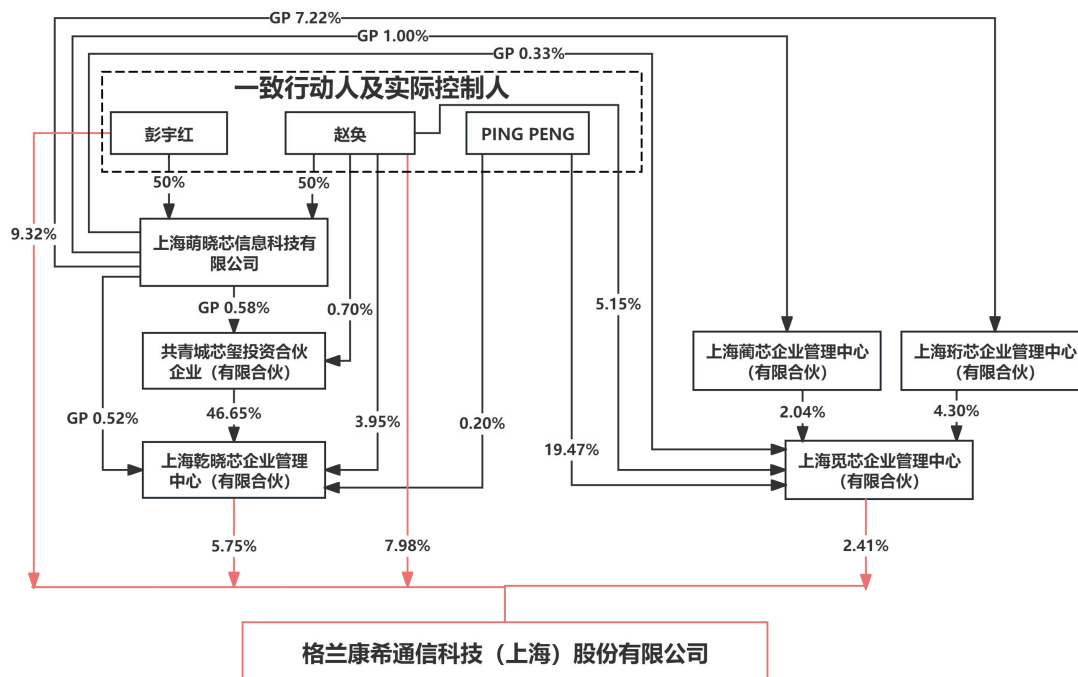 GP 7.22%
GP 1.00%
GP 0.33%
一致行动人及实际控制人
彭宇红
赵奂
PING PENG
50%
50%
9.32%
上海萌晓芯信息科技有
限公司
GP 0.58%
0.70%
5.15%
共青城芯玺投资合伙
企业（有限合伙）
上海蔺芯企业管理中心
（有限合伙）
上海珩芯企业管理中心
（有限合伙）
GP 0.52%
46.65%
3.95%
0.20%
2.04%
4.30%
19.47%
上海乾晓芯企业管理
中心（有限合伙）
上海觅芯企业管理中心
（有限合伙）
5.75%
7.98%
2.41%
格兰康希通信科技（上海）股份有限公司